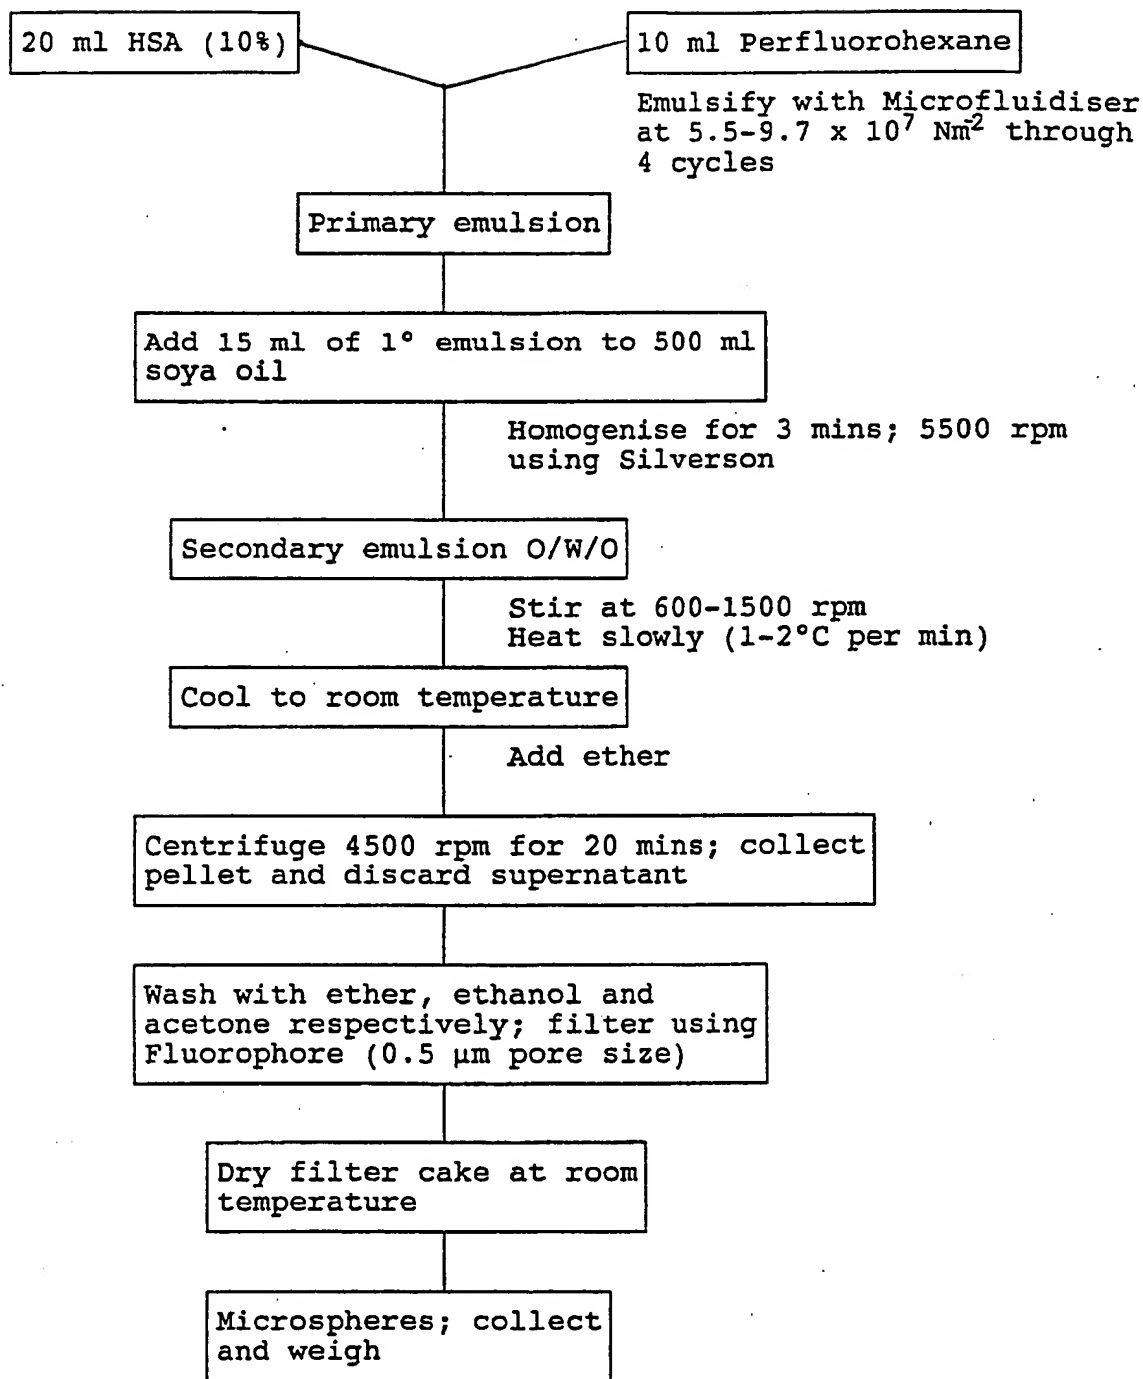 20 ml HSA (10%)
10 ml Perfluorohexane
Emulsify with Microfluidiser
at 5.5-9.7 x 10⁷ Nm⁻² through
4 cycles
Primary emulsion
Add 15 ml of 1° emulsion to 500 ml
soya oil
Homogenise for 3 mins; 5500 rpm
using Silverson
Secondary emulsion O/W/O
Stir at 600-1500 rpm
Heat slowly (1-2°C per min)
Cool to room temperature
Add ether
Centrifuge 4500 rpm for 20 mins; collect
pellet and discard supernatant
Wash with ether, ethanol and
acetone respectively; filter using
Fluorophore (0.5 µm pore size)
Dry filter cake at room
temperature
Microspheres; collect
and weigh